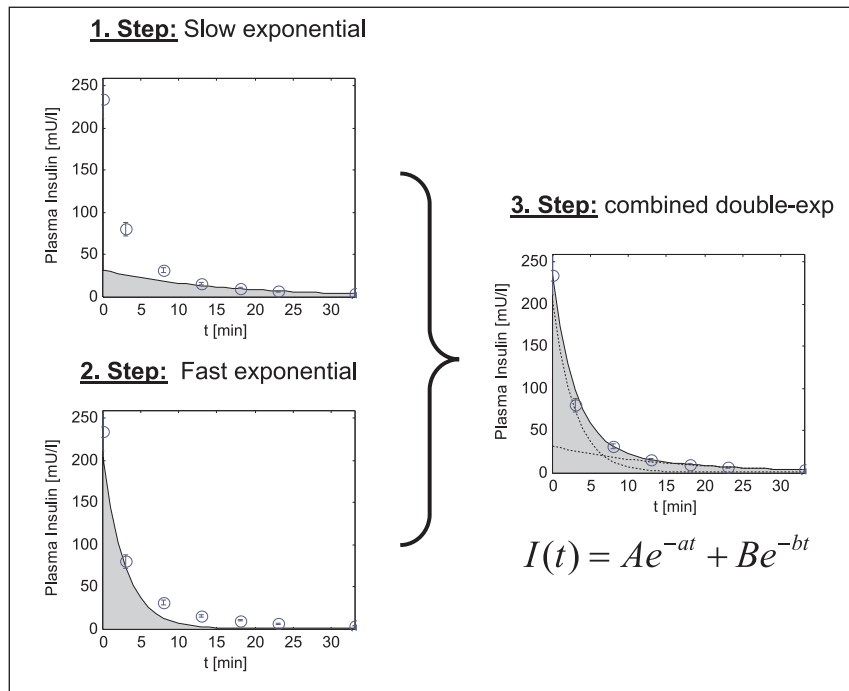 1. Step: Slow exponential
Plasma Insulin [mU/l]
250
200
150
100
50
0
0 5 10 15 20 25 30
t [min]
2. Step: Fast exponential
Plasma Insulin [mU/l]
250
200
150
100
50
0
0 5 10 15 20 25 30
t [min]
3. Step: combined double-exp
Plasma Insulin [mU/l]
250
200
150
100
50
0
0 5 10 15 20 25 30
t [min]
I(t) = Ae^{-at} + Be^{-bt}